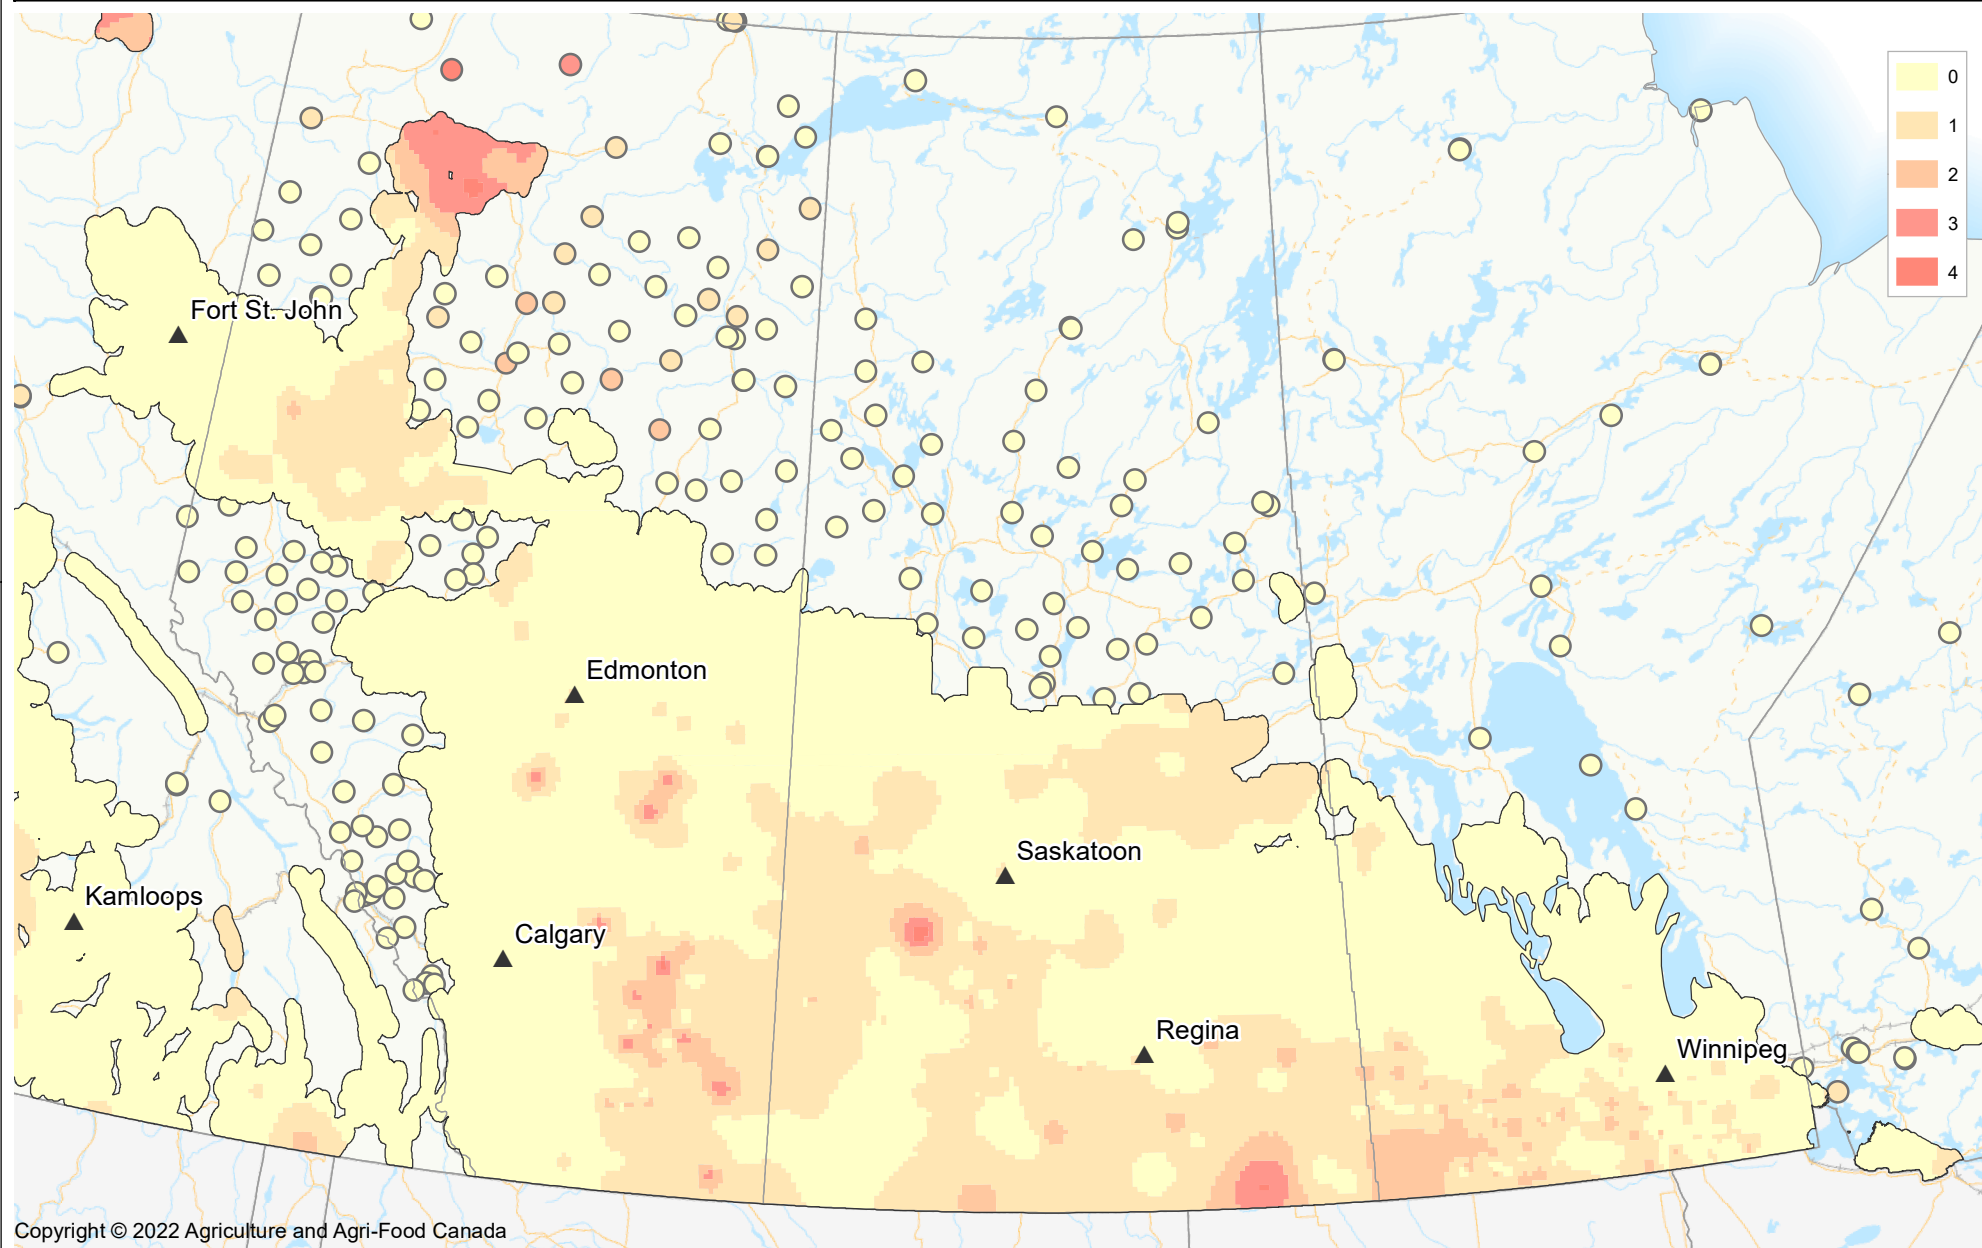 0
1
2
3
4
Fort St. John
Edmonton
Saskatoon
Kamloops
Calgary
Regina
Winnipeg
Copyright © 2022 Agriculture and Agri-Food Canada